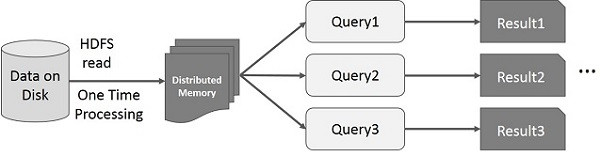 Data on
Disk
HDFS
read
One Time
Processing
Distributed
Memory
Query1
Result1
Query2
Result2
...
Query3
Result3